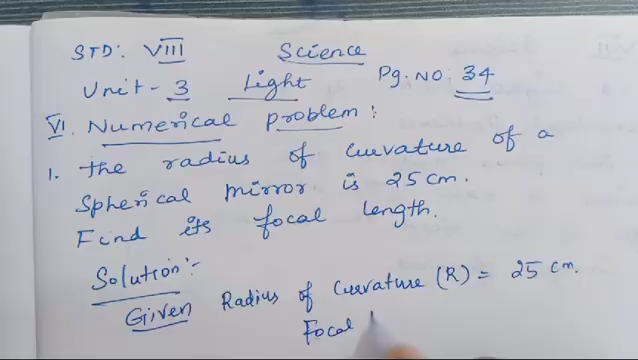 STD: VIII Science
Unit - 3 Light Pg. NO: 34
VI. Numerical problem:
1. the radius of curvature of a
Spherical mirror is 25 cm.
Find its focal length.
Solution:-
Given Radius of Curvature (R) = 25 cm.
Focal